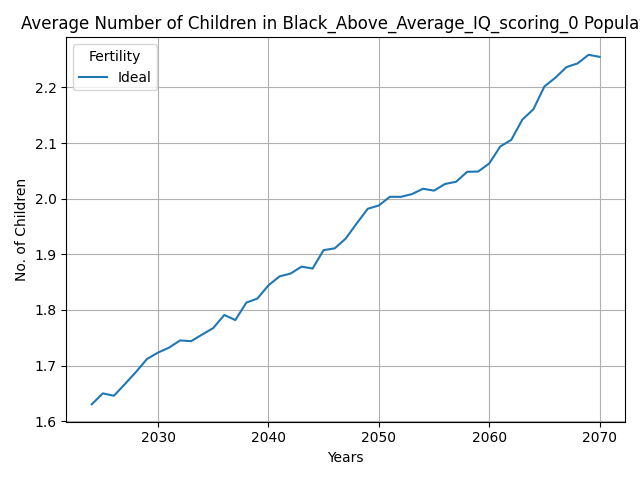 Average Number of Children in Black_Above_Average_IQ_scoring_0 Popula
Fertility
Ideal
No. of Children
2.2
2.1
2.0
1.9
1.8
1.7
1.6
2030 2040 2050 2060 2070
Years